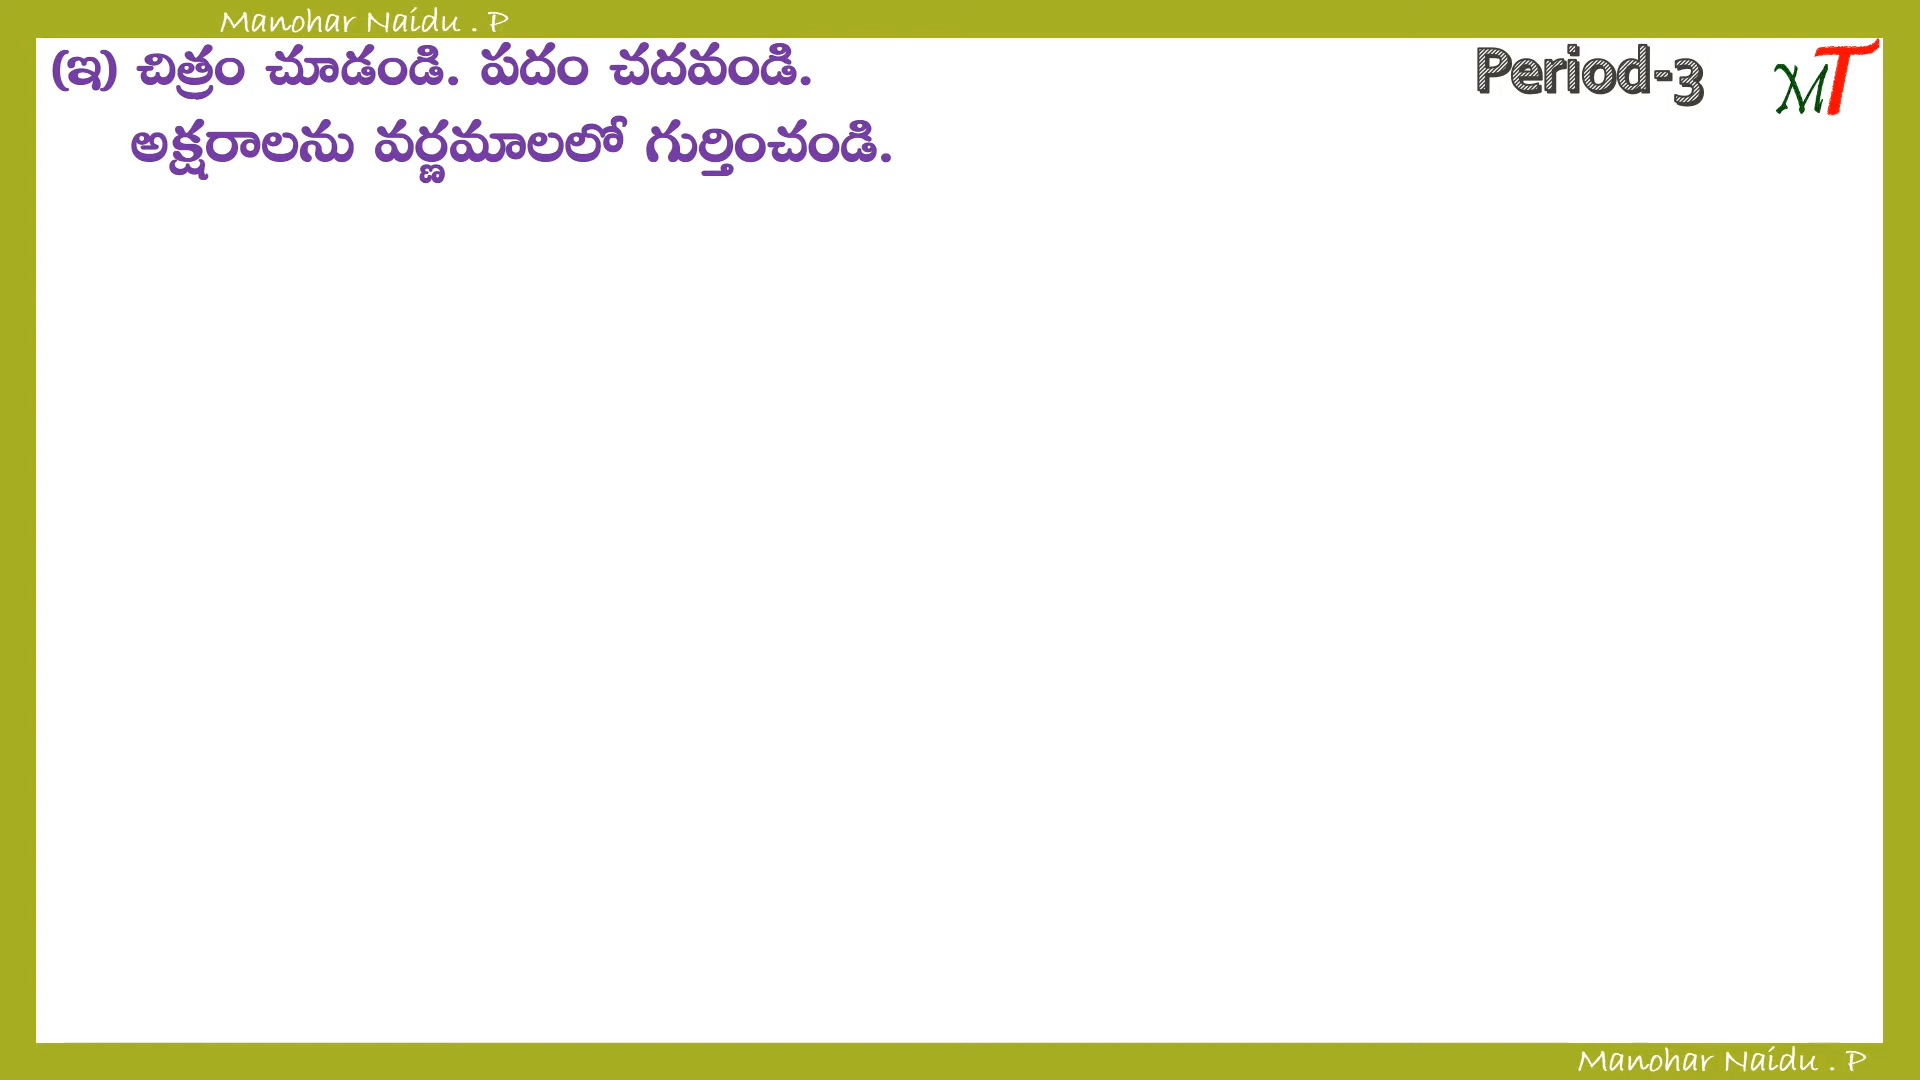 Manohar Naidu . P
(ఇ) చిత్రం చూడండి. పదం చదవండి.
Period-3
MT
అక్షరాలను వర్ణమాలలో గుర్తించండి.
Manohar Naidu . P